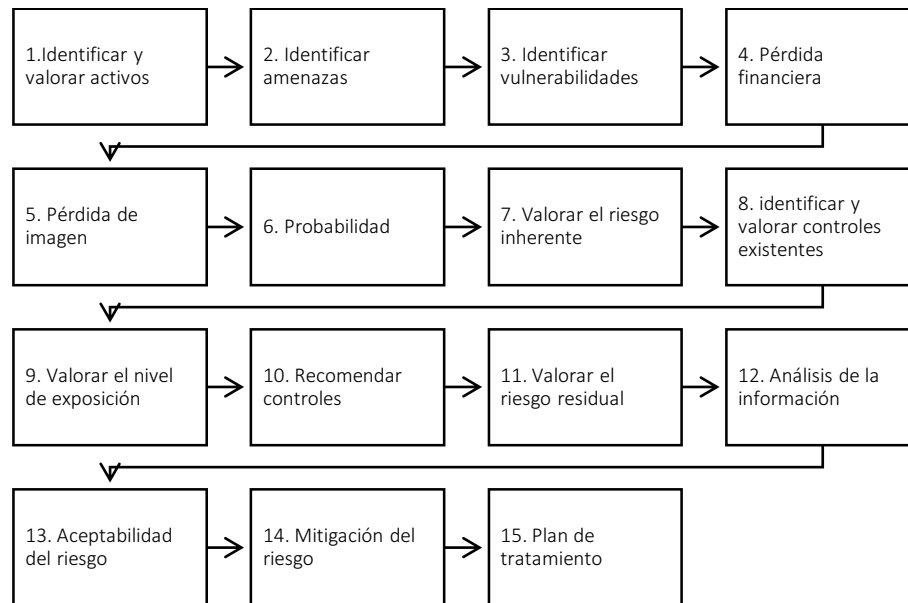 1.Identificar y
valorar activos
2. Identificar
amenazas
3. Identificar
vulnerabilidades
4. Pérdida
financiera
5. Pérdida de
imagen
6. Probabilidad
7. Valorar el riesgo
inherente
8. identificar y
valorar controles
existentes
9. Valorar el nivel
de exposición
10. Recomendar
controles
11. Valorar el
riesgo residual
12. Análisis de la
información
13. Aceptabilidad
del riesgo
14. Mitigación del
riesgo
15. Plan de
tratamiento